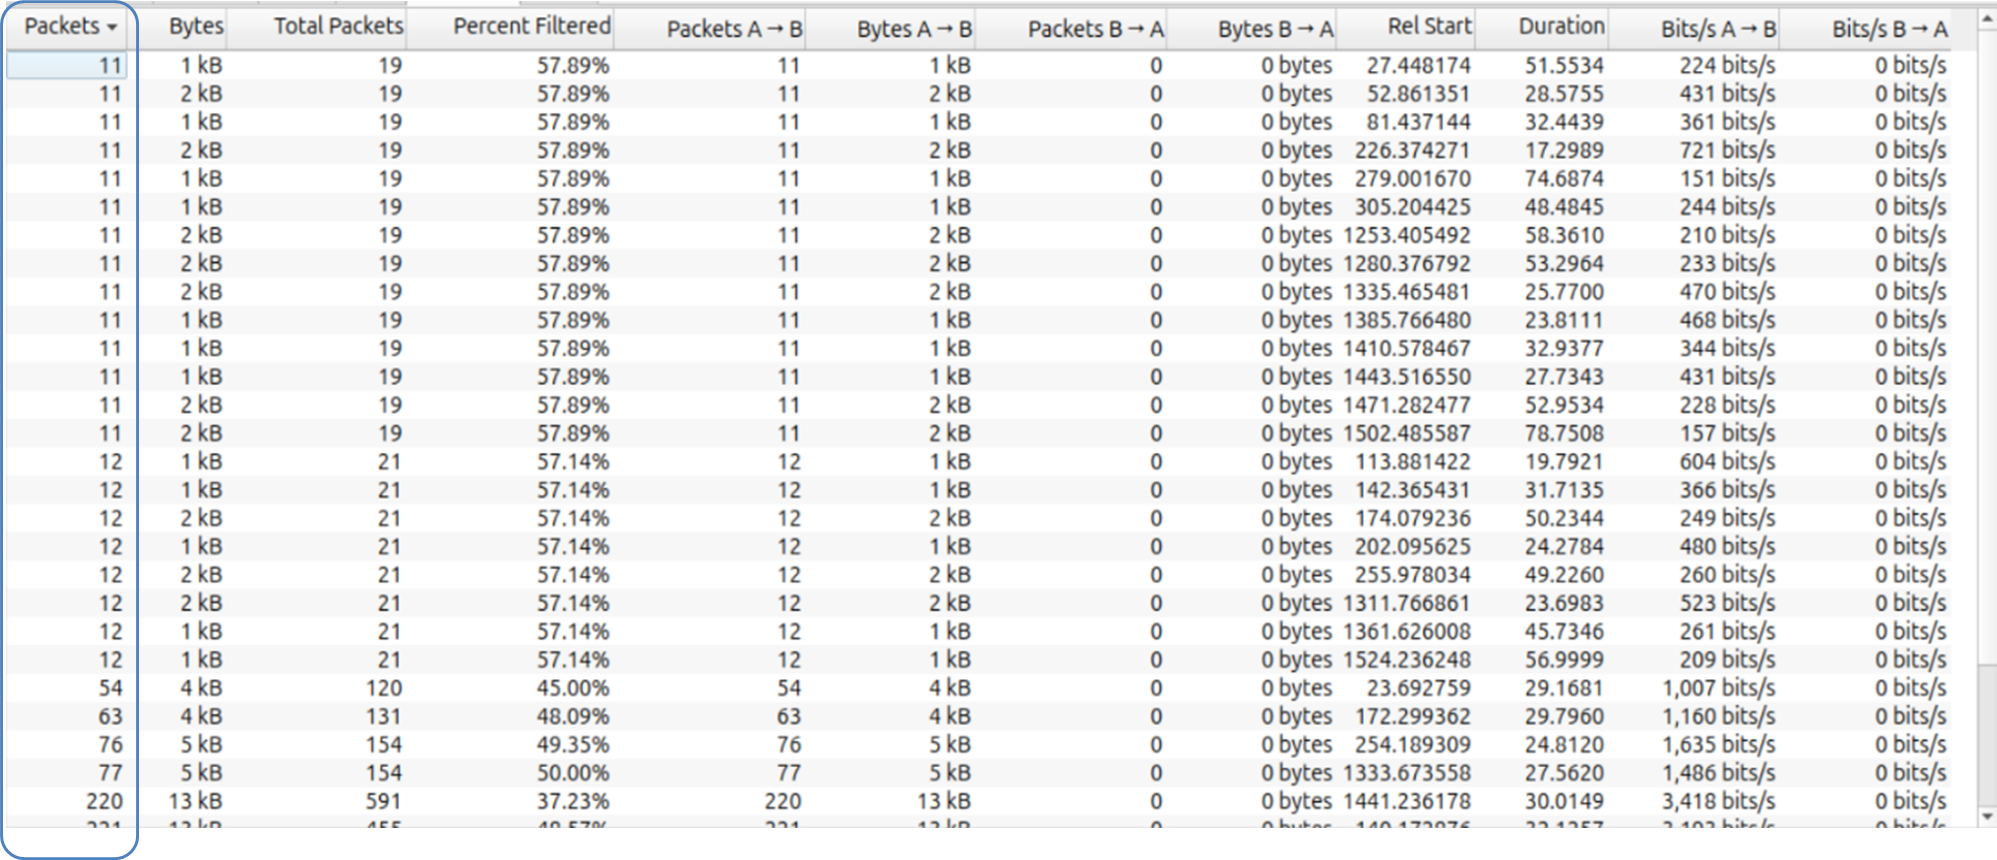 Packets Bytes Total Packets Percent Filtered Packets A → B Bytes A → B Packets B → A Bytes B → A Rel Start Duration Bits/s A → B Bits/s B → A
11 1 kB 19 57.89% 11 1 kB 0 0 bytes 27.448174 51.5534 224 bits/s 0 bits/s
11 2 kB 19 57.89% 11 2 kB 0 0 bytes 52.861351 28.5755 431 bits/s 0 bits/s
11 1 kB 19 57.89% 11 1 kB 0 0 bytes 81.437144 32.4439 361 bits/s 0 bits/s
11 2 kB 19 57.89% 11 2 kB 0 0 bytes 226.374271 17.2989 721 bits/s 0 bits/s
11 1 kB 19 57.89% 11 1 kB 0 0 bytes 279.001670 74.6874 151 bits/s 0 bits/s
11 1 kB 19 57.89% 11 1 kB 0 0 bytes 305.204425 48.4845 244 bits/s 0 bits/s
11 2 kB 19 57.89% 11 2 kB 0 0 bytes 1253.405492 58.3610 210 bits/s 0 bits/s
11 2 kB 19 57.89% 11 2 kB 0 0 bytes 1280.376792 53.2964 233 bits/s 0 bits/s
11 2 kB 19 57.89% 11 2 kB 0 0 bytes 1335.465481 25.7700 470 bits/s 0 bits/s
11 1 kB 19 57.89% 11 1 kB 0 0 bytes 1385.766480 23.8111 468 bits/s 0 bits/s
11 1 kB 19 57.89% 11 1 kB 0 0 bytes 1410.578467 32.9377 344 bits/s 0 bits/s
11 1 kB 19 57.89% 11 1 kB 0 0 bytes 1443.516550 27.7343 431 bits/s 0 bits/s
11 2 kB 19 57.89% 11 2 kB 0 0 bytes 1471.282477 52.9534 228 bits/s 0 bits/s
11 2 kB 19 57.89% 11 2 kB 0 0 bytes 1502.485587 78.7508 157 bits/s 0 bits/s
12 1 kB 21 57.14% 12 1 kB 0 0 bytes 113.881422 19.7921 604 bits/s 0 bits/s
12 1 kB 21 57.14% 12 1 kB 0 0 bytes 142.365431 31.7135 366 bits/s 0 bits/s
12 2 kB 21 57.14% 12 2 kB 0 0 bytes 174.079236 50.2344 249 bits/s 0 bits/s
12 1 kB 21 57.14% 12 1 kB 0 0 bytes 202.095625 24.2784 480 bits/s 0 bits/s
12 2 kB 21 57.14% 12 2 kB 0 0 bytes 255.978034 49.2260 260 bits/s 0 bits/s
12 2 kB 21 57.14% 12 2 kB 0 0 bytes 1311.766861 23.6983 523 bits/s 0 bits/s
12 1 kB 21 57.14% 12 1 kB 0 0 bytes 1361.626008 45.7346 261 bits/s 0 bits/s
12 1 kB 21 57.14% 12 1 kB 0 0 bytes 1524.236248 56.9999 209 bits/s 0 bits/s
54 4 kB 120 45.00% 54 4 kB 0 0 bytes 23.692759 29.1681 1,007 bits/s 0 bits/s
63 4 kB 131 48.09% 63 4 kB 0 0 bytes 172.299362 29.7960 1,160 bits/s 0 bits/s
76 5 kB 154 49.35% 76 5 kB 0 0 bytes 254.189309 24.8120 1,635 bits/s 0 bits/s
77 5 kB 154 50.00% 77 5 kB 0 0 bytes 1333.673558 27.5620 1,486 bits/s 0 bits/s
220 13 kB 591 37.23% 220 13 kB 0 0 bytes 1441.236178 30.0149 3,418 bits/s 0 bits/s